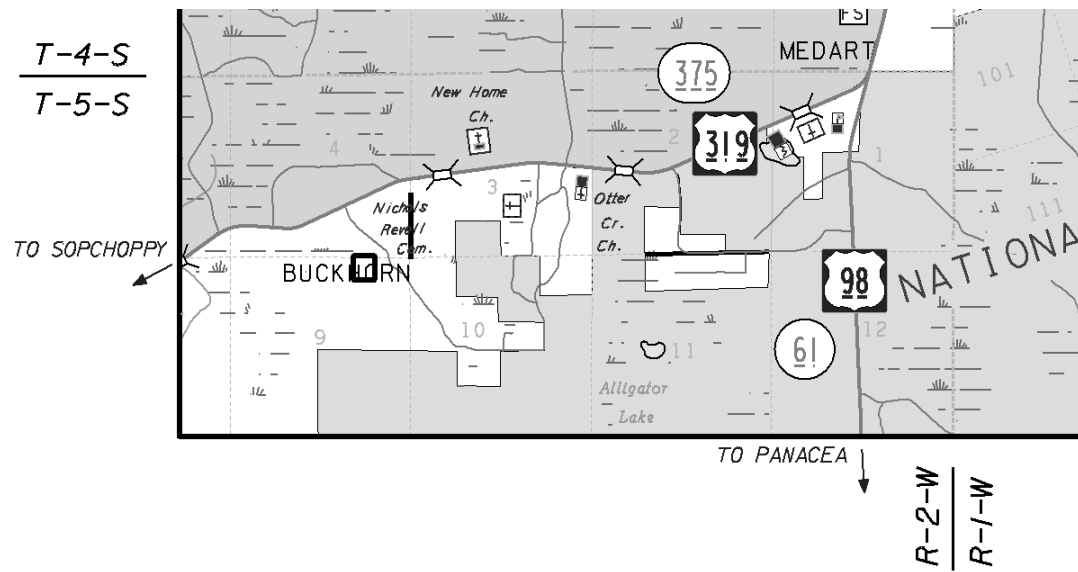 FS
T-4-S
MEDART
T-5-S
375
101
New Home
Ch.
4
2
319
1
3
Nichols
Revell
Cem.
Otter
Cr.
Ch.
111
TO SOPCHOPPY
BUCKHORN
98
NATIONA
9
10
11
12
61
Alligator
Lake
TO PANACEA
R-2-W
R-1-W